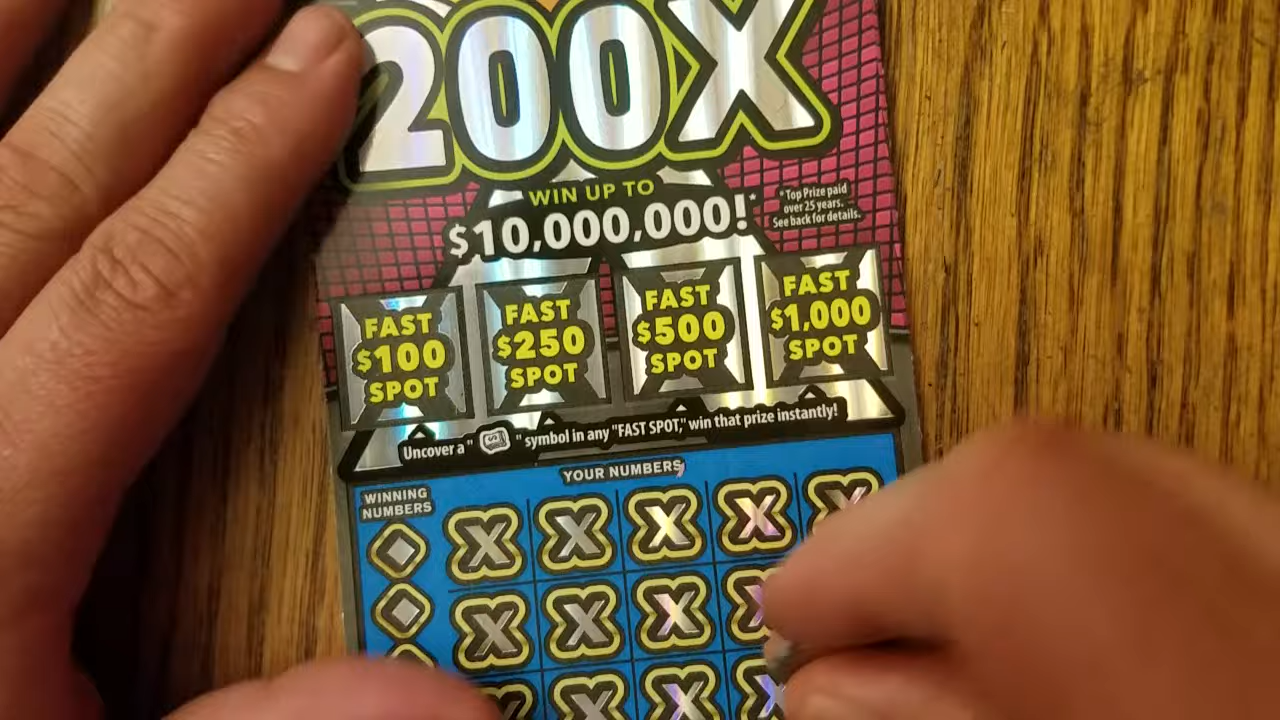 200X
WIN UP TO
$10,000,000!*
*Top Prize paid
over 25 years.
See back for details.
FAST
$100
SPOT
FAST
$250
SPOT
FAST
$500
SPOT
FAST
$1,000
SPOT
Uncover a " " symbol in any "FAST SPOT," win that prize instantly!
YOUR NUMBERS
WINNING
NUMBERS
X X X X X
X X X X
X X X X